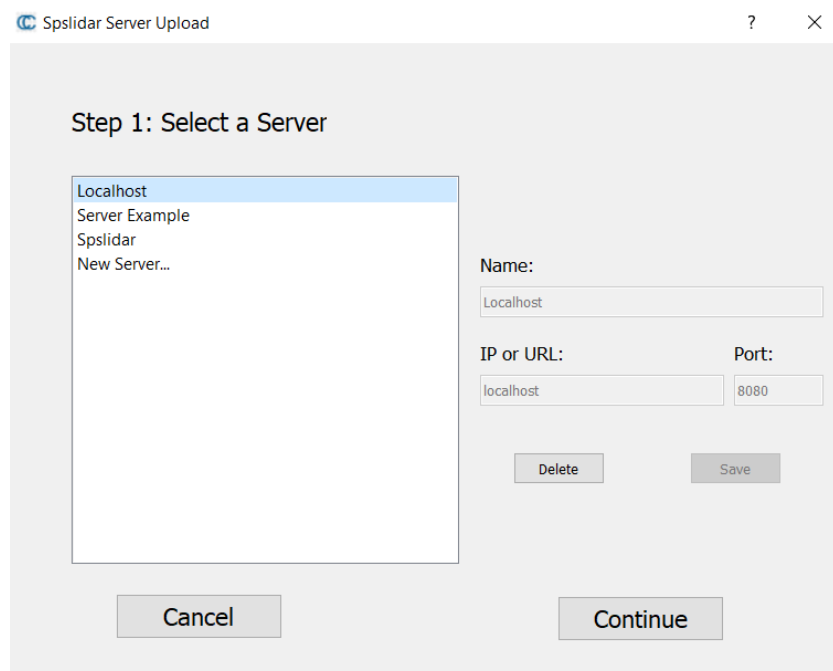 Spslidar Server Upload
?
Step 1: Select a Server
Localhost
Server Example
Spslidar
New Server...
Name:
Localhost
IP or URL: Port:
localhost 8080
Delete Save
Cancel Continue